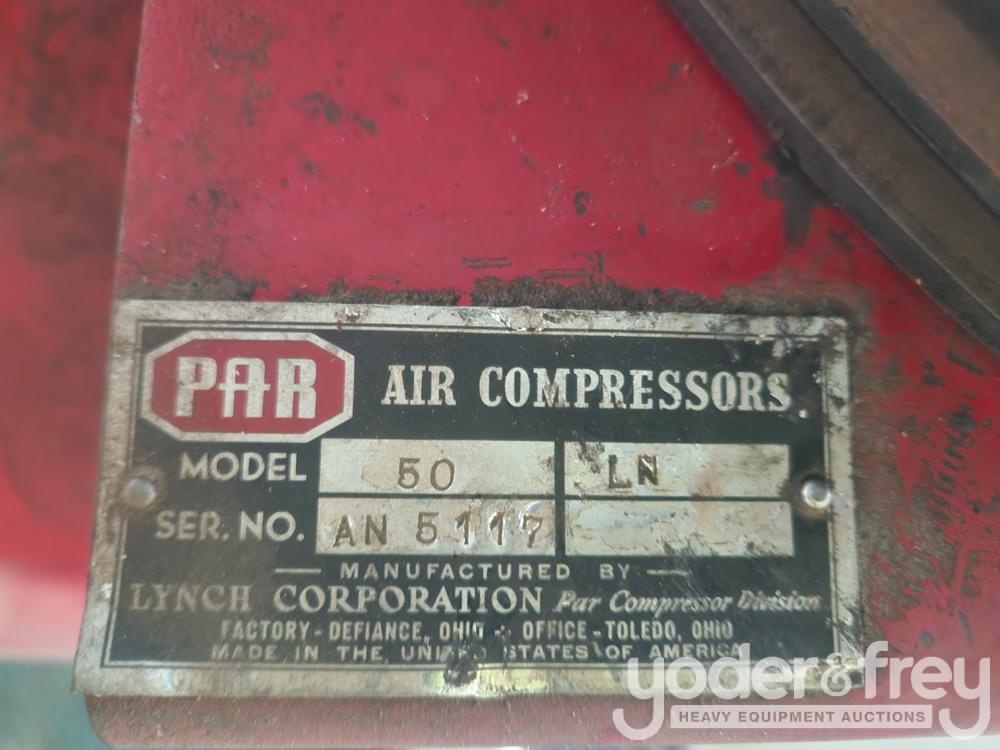 PAR AIR COMPRESSORS
MODEL 50 LN
SER. NO. AN 5117
MANUFACTURED BY
LYNCH CORPORATION Par Compressor Division
FACTORY - DEFIANCE, OHIO + OFFICE - TOLEDO, OHIO
MADE IN THE UNITED STATES OF AMERICA
yoder & frey
HEAVY EQUIPMENT AUCTIONS